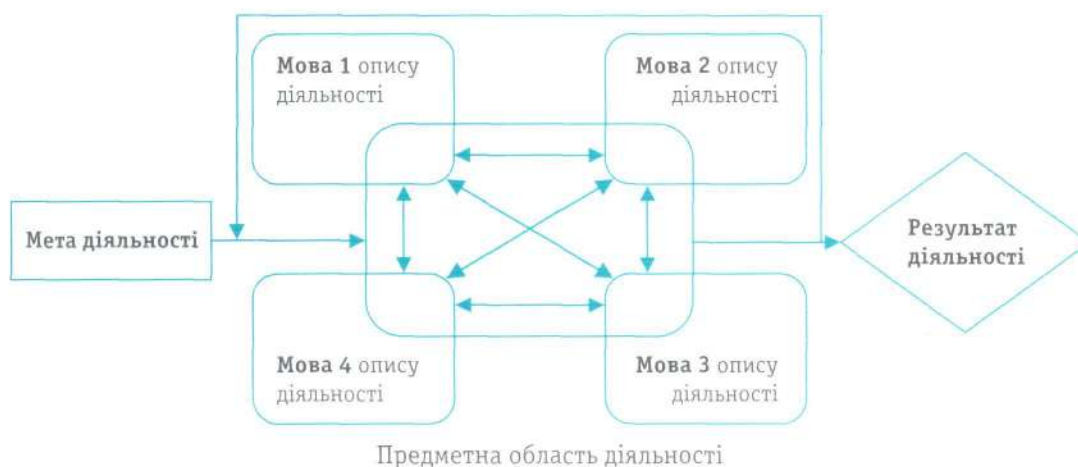 Мова 1 опису
діяльності
Мова 2 опису
діяльності
Мета діяльності
Результат
діяльності
Мова 4 опису
діяльності
Мова 3 опису
діяльності
Предметна область діяльності